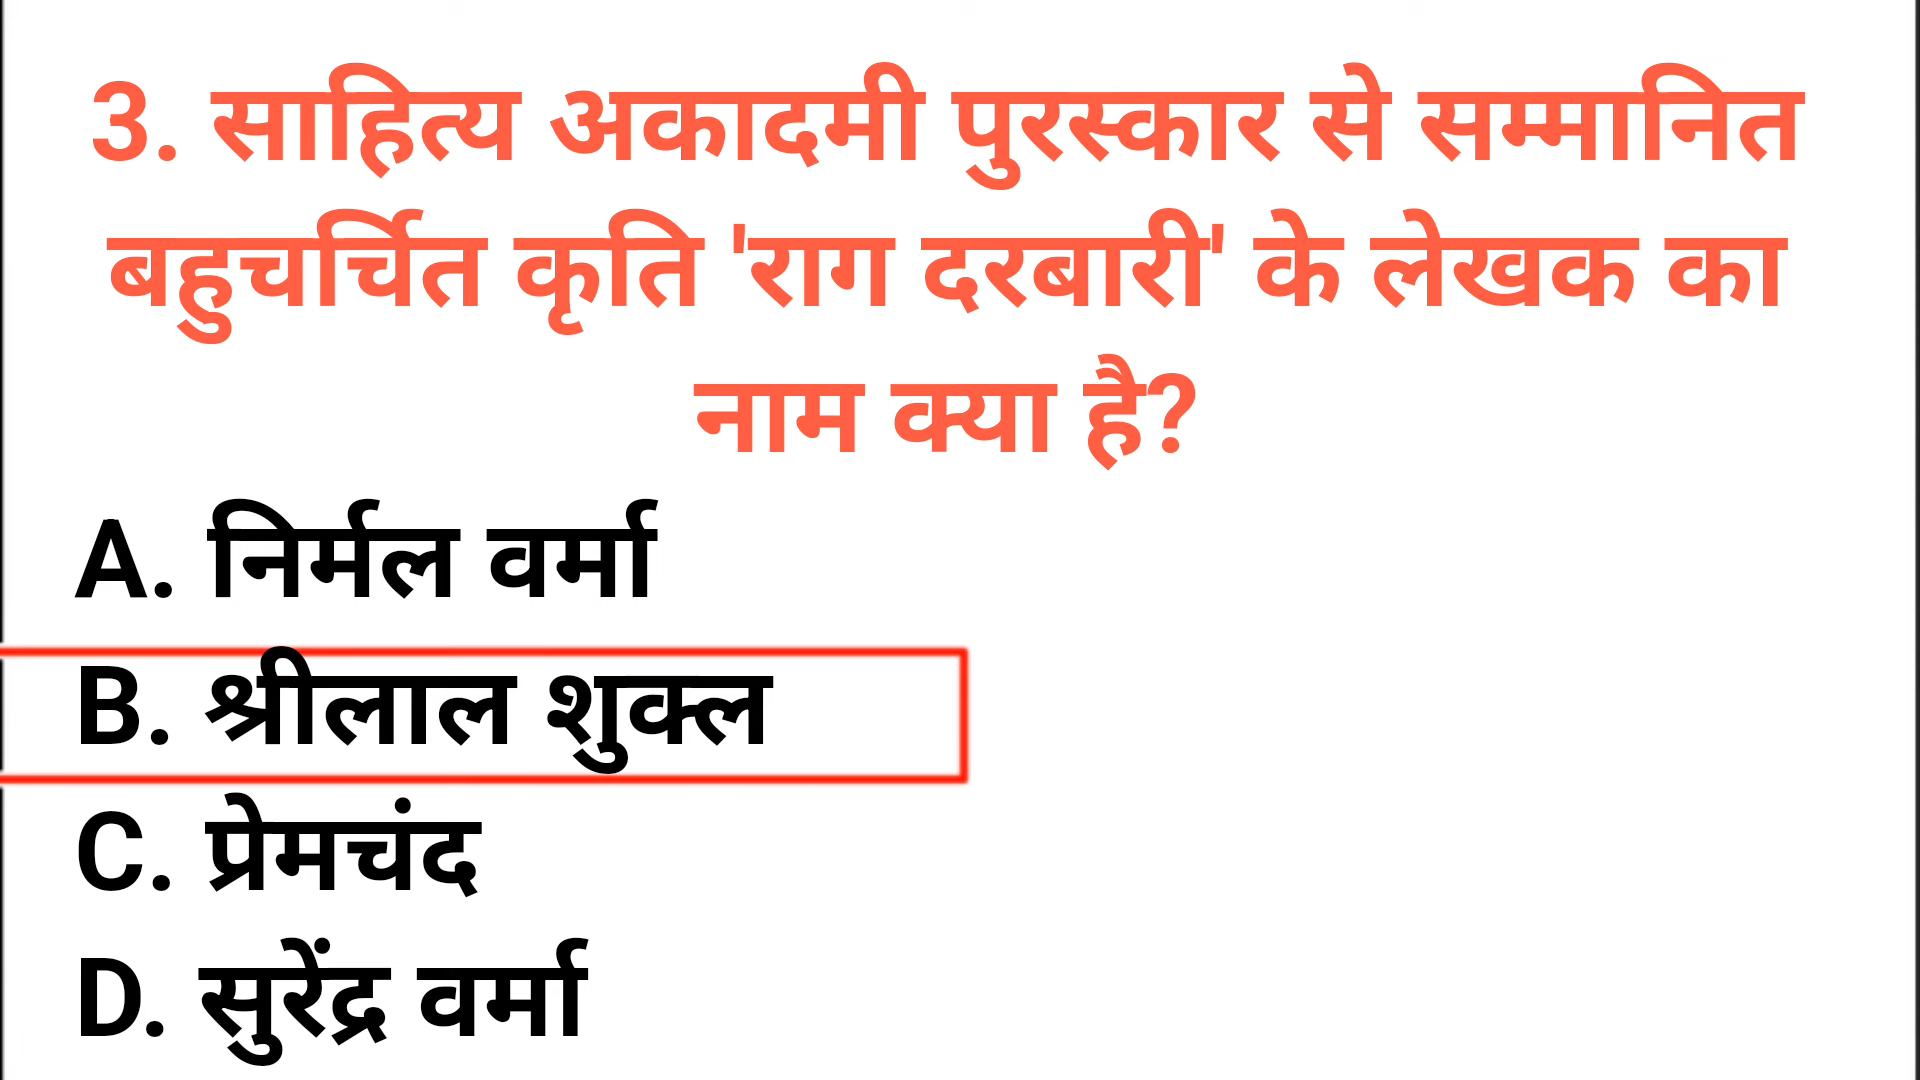 3. साहित्य अकादमी पुरस्कार से सम्मानित
बहुचर्चित कृति 'राग दरबारी' के लेखक का
नाम क्या है?
A. निर्मल वर्मा
B. श्रीलाल शुक्ल
C. प्रेमचंद
D. सुरेंद्र वर्मा